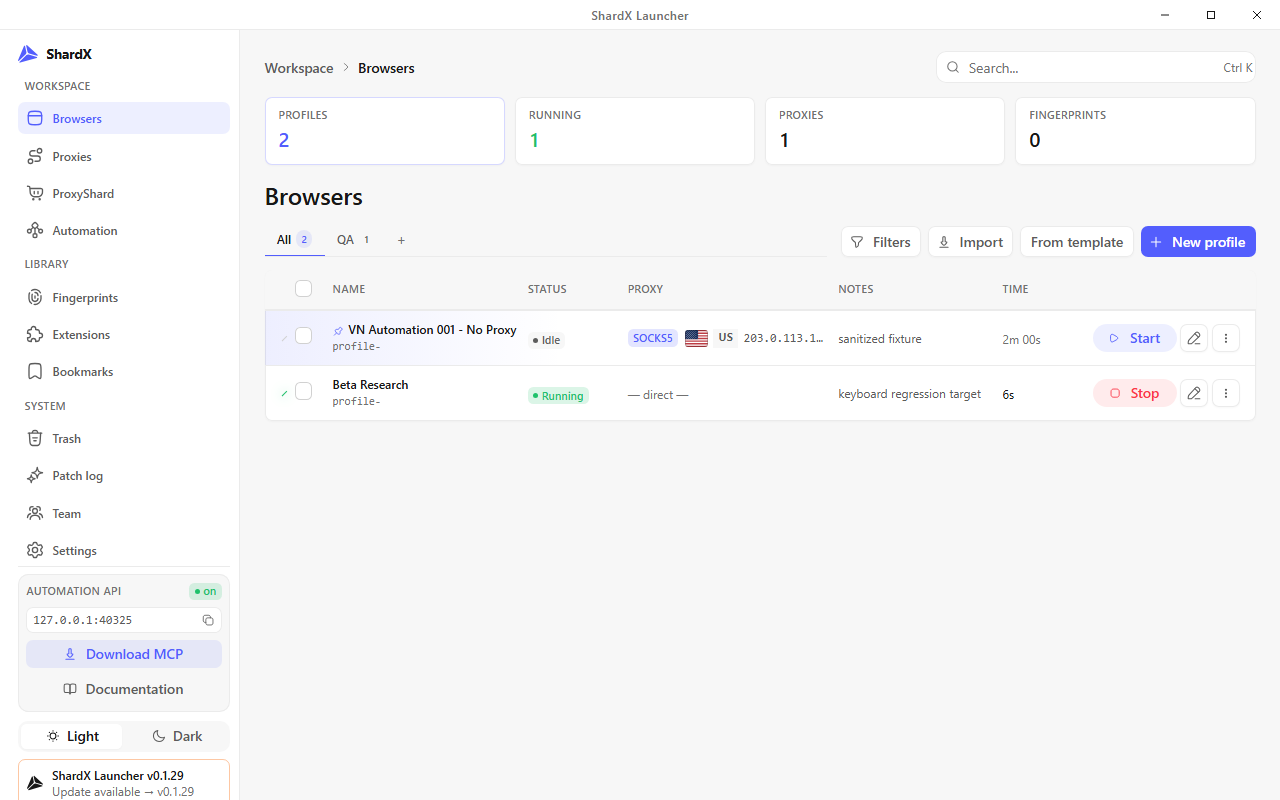 ShardX Launcher
ShardX
WORKSPACE
Browsers
Proxies
ProxyShard
Automation
LIBRARY
Fingerprints
Extensions
Bookmarks
SYSTEM
Trash
Patch log
Team
Settings
AUTOMATION API
on
127.0.0.1:40325
Download MCP
Documentation
Light Dark
ShardX Launcher v0.1.29
Update available → v0.1.29
Workspace > Browsers
Search... Ctrl K
PROFILES
2
RUNNING
1
PROXIES
1
FINGERPRINTS
0
Browsers
All 2 QA 1 +
Filters Import From template + New profile
NAME STATUS PROXY NOTES TIME
VN Automation 001 - No Proxy
profile-
Idle SOCKS5 US 203.0.113.1… sanitized fixture 2m 00s Start
Beta Research
profile-
Running — direct — keyboard regression target 6s Stop